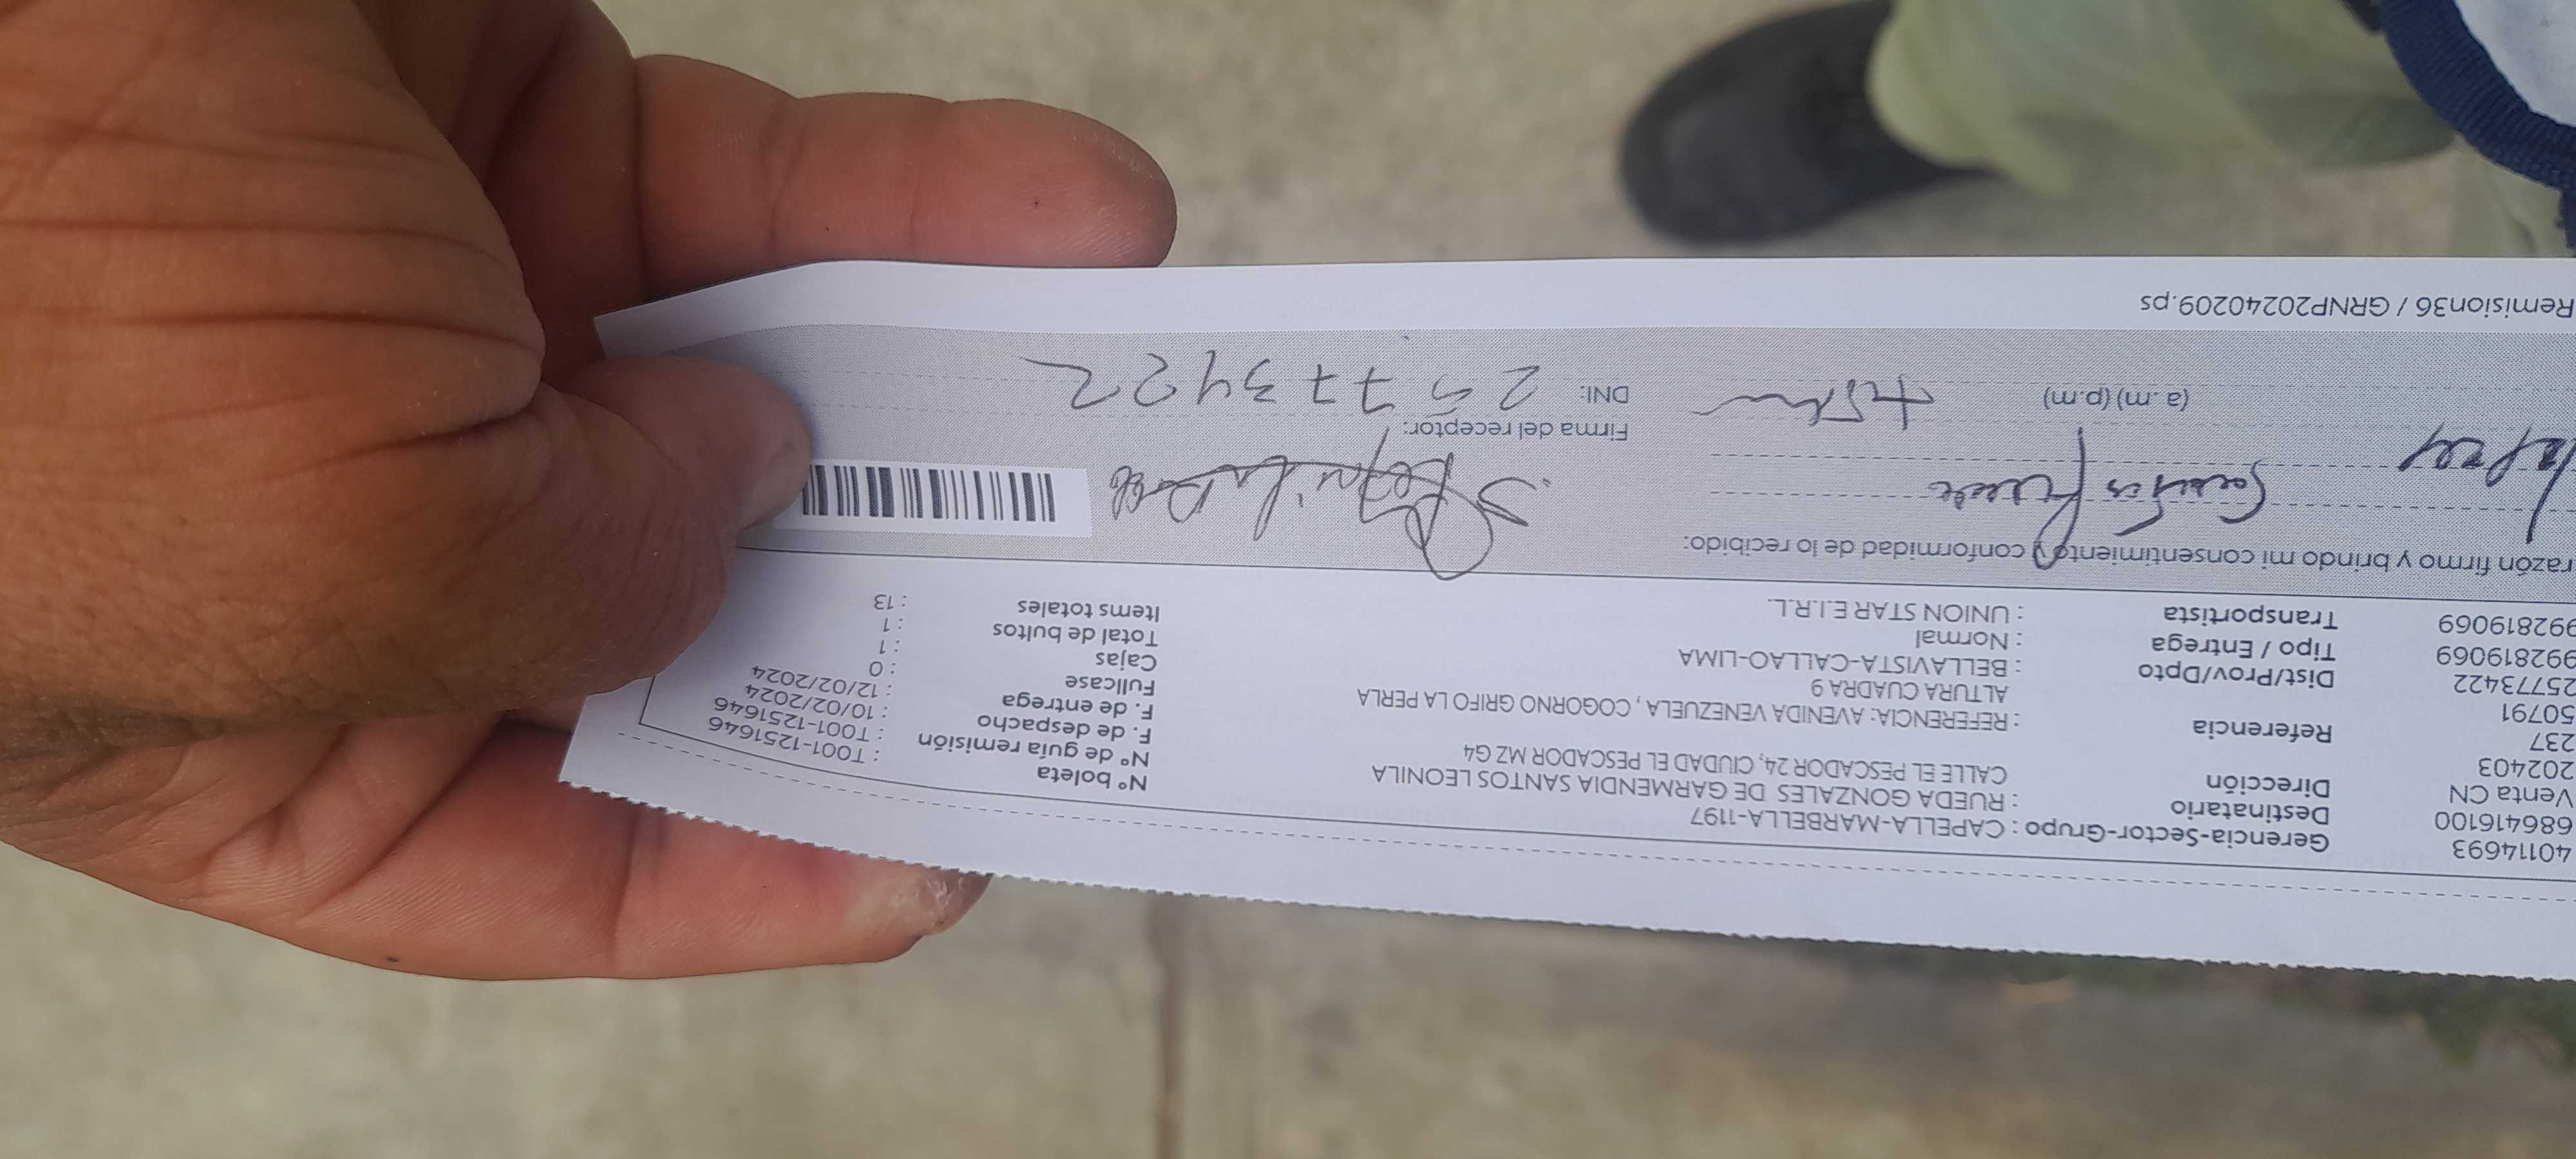 40114693 Gerencia-Sector-Grupo : CAPELLA-MARBELLA-1197
686416100 Destinatario : RUEDA GONZALES DE GARMENDIA SANTOS LEONILA
Venta CN Dirección CALLE EL PESCADOR 24, CIUDAD EL PESCADOR MZ G4
202403
237 Referencia : REFERENCIA: AVENIDA VENEZUELA , COGORNO GRIFO LA PERLA
50791 ALTURA CUADRA 9
25773422 Dist/Prov/Dpto : BELLAVISTA-CALLAO-LIMA
992819069 Tipo / Entrega : Normal
992819069 Transportista : UNION STAR E.I.R.L.
Nº boleta : T001-1251646
Nº de guía remisión : T001-1251646
F. de despacho : 10/02/2024
F. de entrega : 12/02/2024
Fullcase : 0
Cajas : 1
Total de bultos : 1
Items totales : 13
razón firmo y brindo mi consentimiento y conformidad de lo recibido:
Santos
Firma del receptor:
(a.m) (p.m)
DNI: 25773422
Remision36 / GRNP20240209.ps